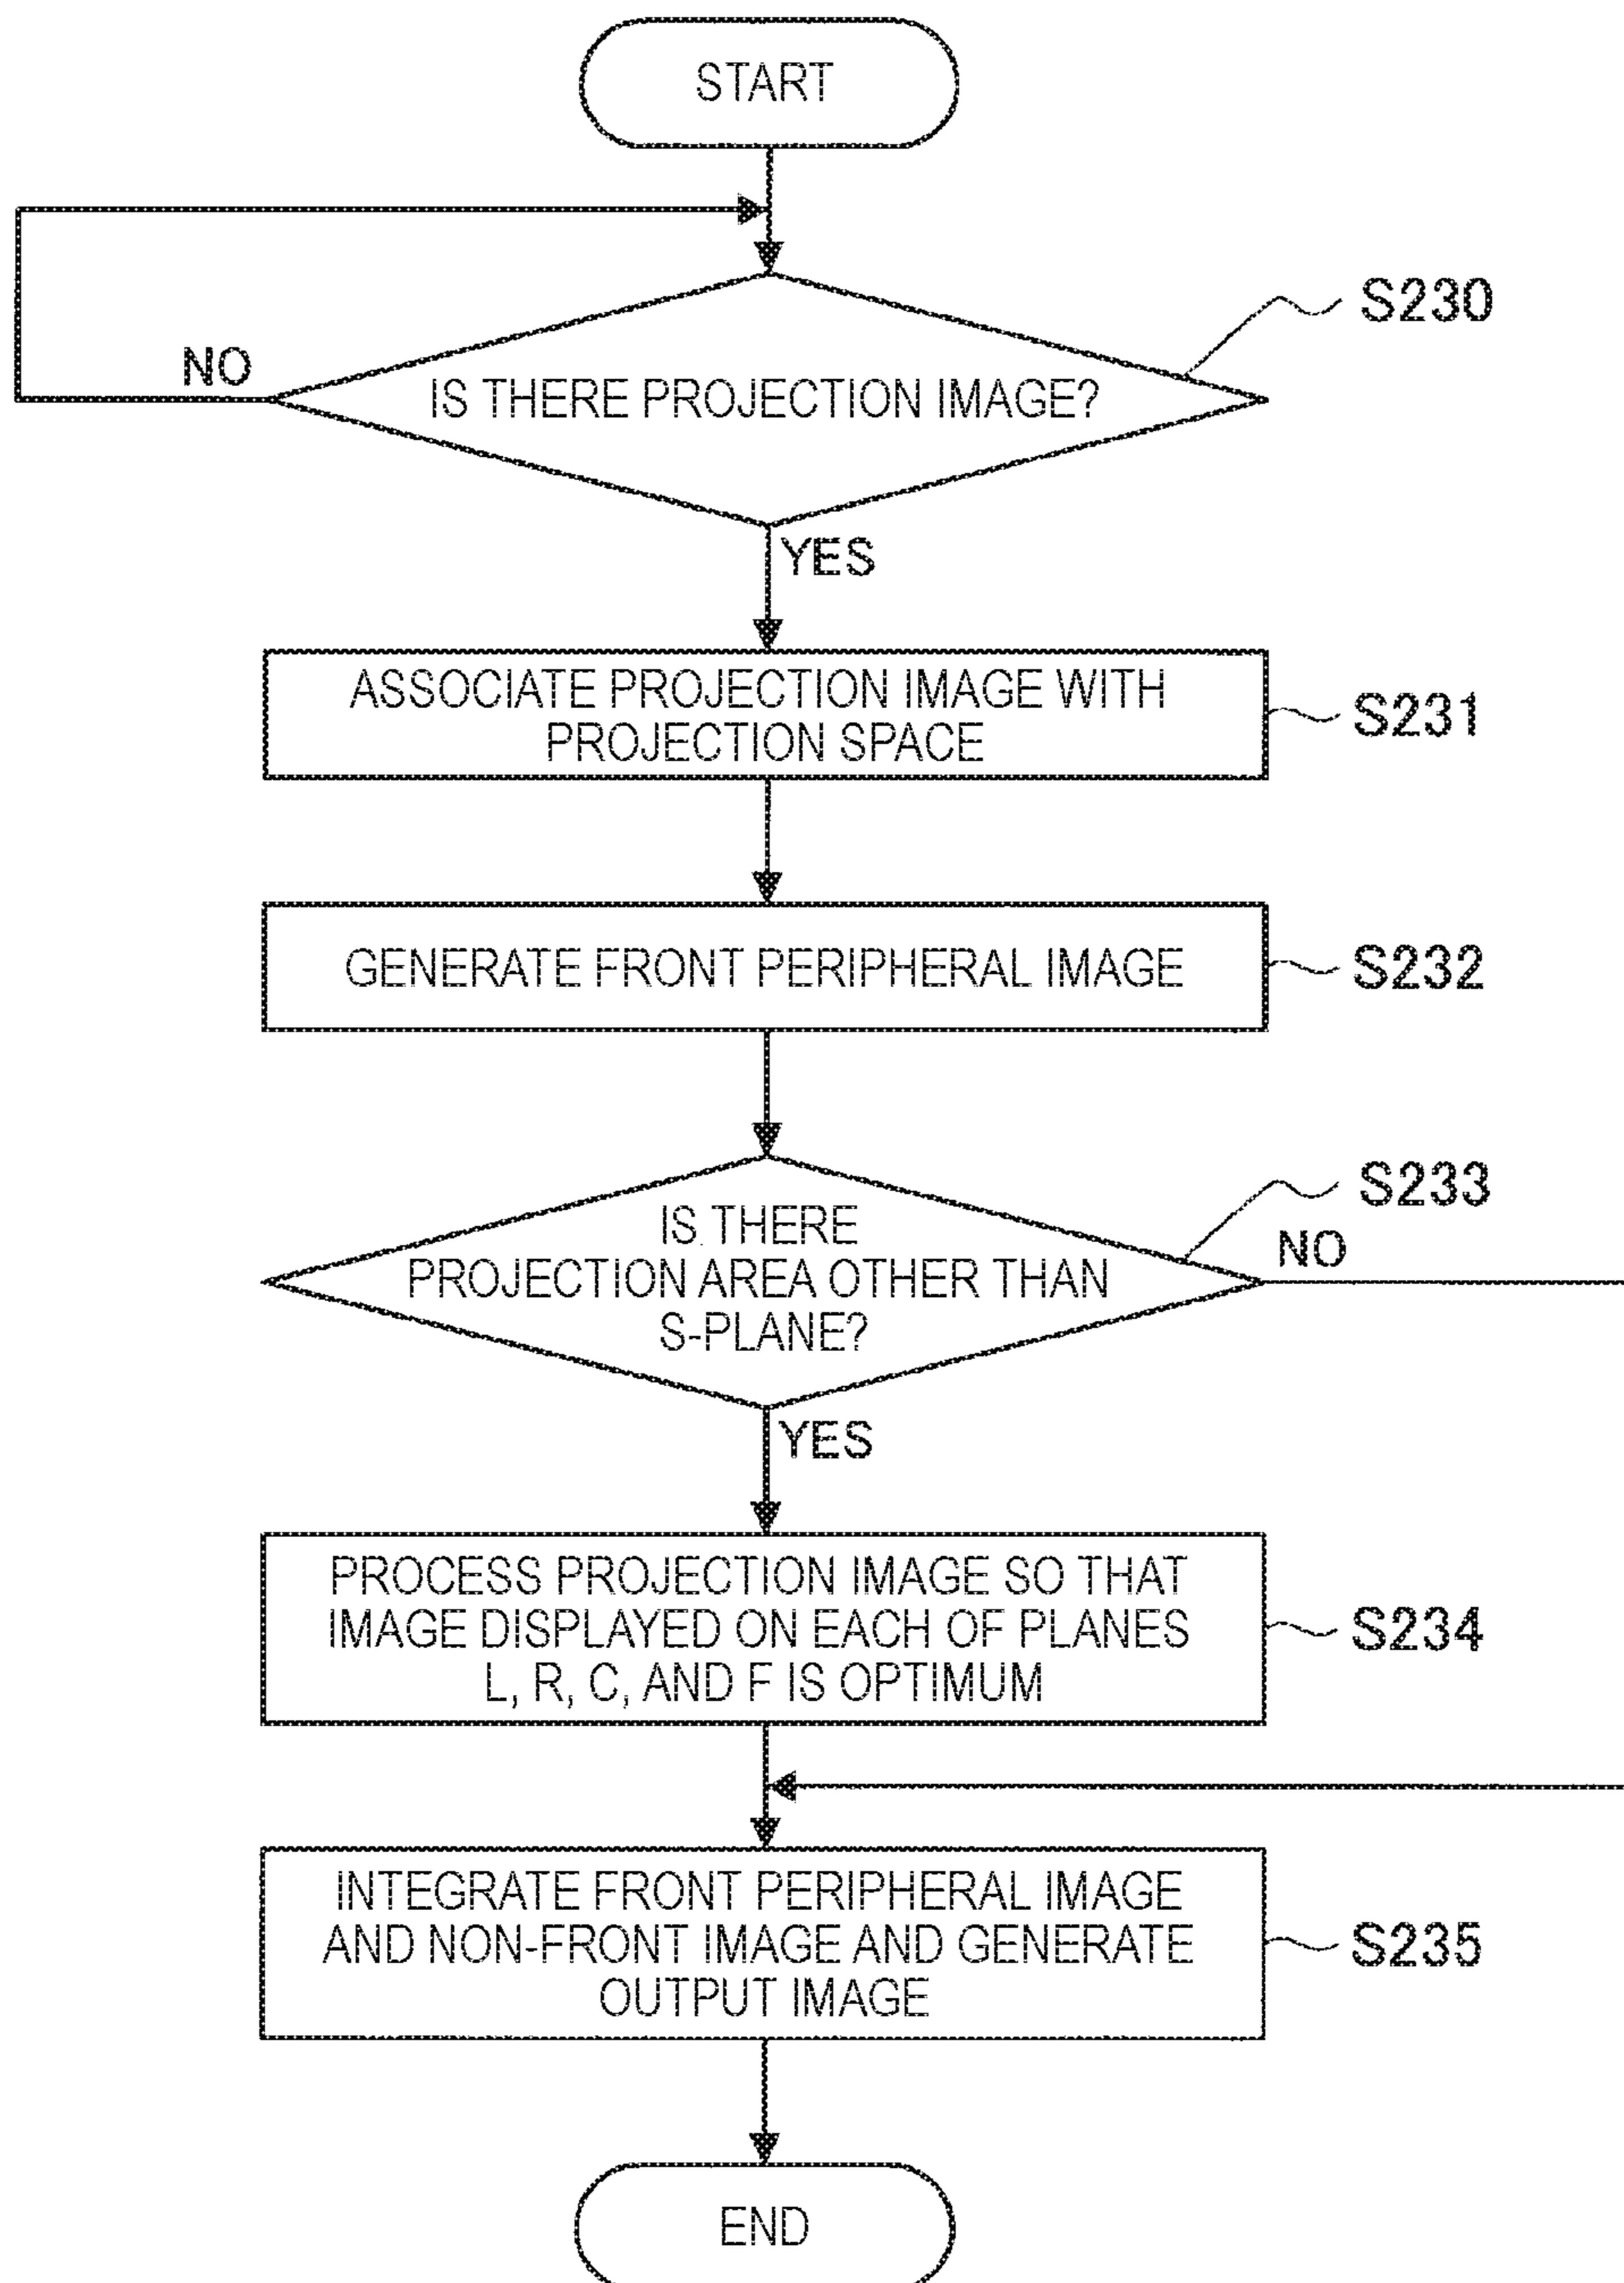 START
S230
NO
IS THERE PROJECTION IMAGE?
YES
ASSOCIATE PROJECTION IMAGE WITH
PROJECTION SPACE
S231
GENERATE FRONT PERIPHERAL IMAGE
S232
S233
IS THERE
PROJECTION AREA OTHER THAN
S-PLANE?
NO
YES
PROCESS PROJECTION IMAGE SO THAT
IMAGE DISPLAYED ON EACH OF PLANES
L, R, C, AND F IS OPTIMUM
S234
INTEGRATE FRONT PERIPHERAL IMAGE
AND NON-FRONT IMAGE AND GENERATE
OUTPUT IMAGE
S235
END